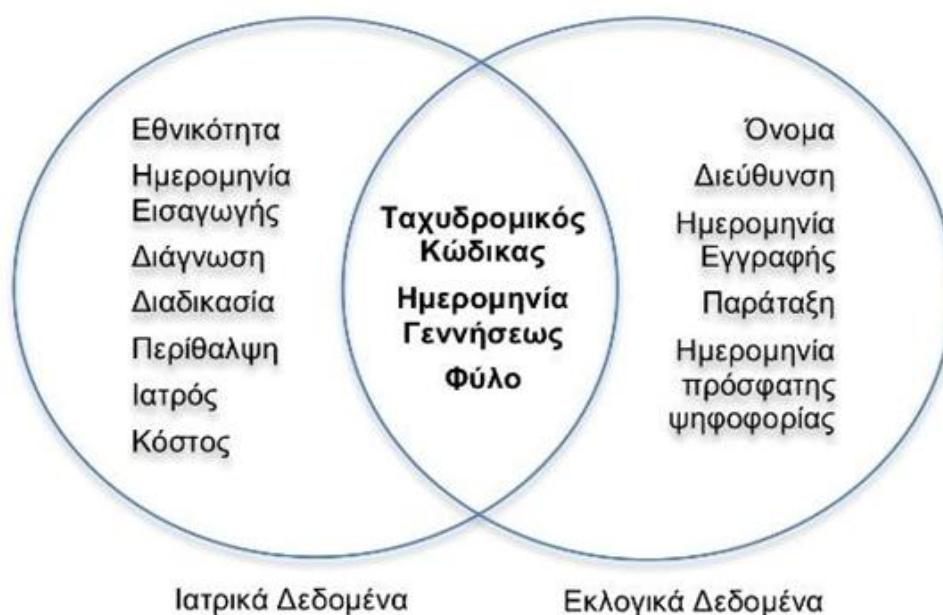 Εθνικότητα
Ημερομηνία
Εισαγωγής
Διάγνωση
Διαδικασία
Περίθαλψη
Ιατρός
Κόστος
Ταχυδρομικός
Κώδικας
Ημερομηνία
Γεννήσεως
Φύλο
Όνομα
Διεύθυνση
Ημερομηνία
Εγγραφής
Παράταξη
Ημερομηνία
πρόσφατης
ψηφοφορίας
Ιατρικά Δεδομένα
Εκλογικά Δεδομένα